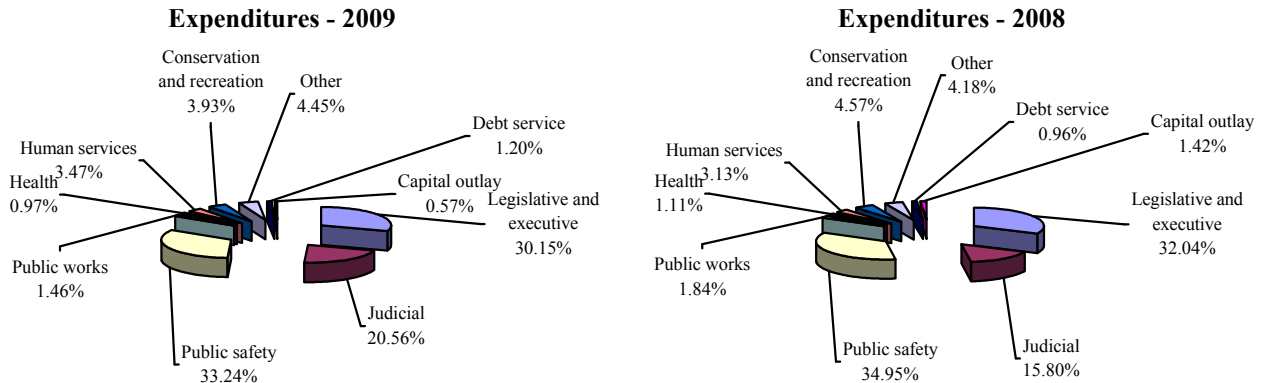 Expenditures - 2009
Conservation
and recreation
3.93%
Other
4.45%
Debt service
1.20%
Human services
3.47%
Capital outlay
0.57%
Health
0.97%
Legislative and
executive
30.15%
Public works
1.46%
Judicial
20.56%
Public safety
33.24%
Expenditures - 2008
Conservation
and recreation
4.57%
Other
4.18%
Debt service
0.96%
Capital outlay
1.42%
Human services
3.13%
Health
1.11%
Legislative and
executive
32.04%
Public works
1.84%
Judicial
15.80%
Public safety
34.95%